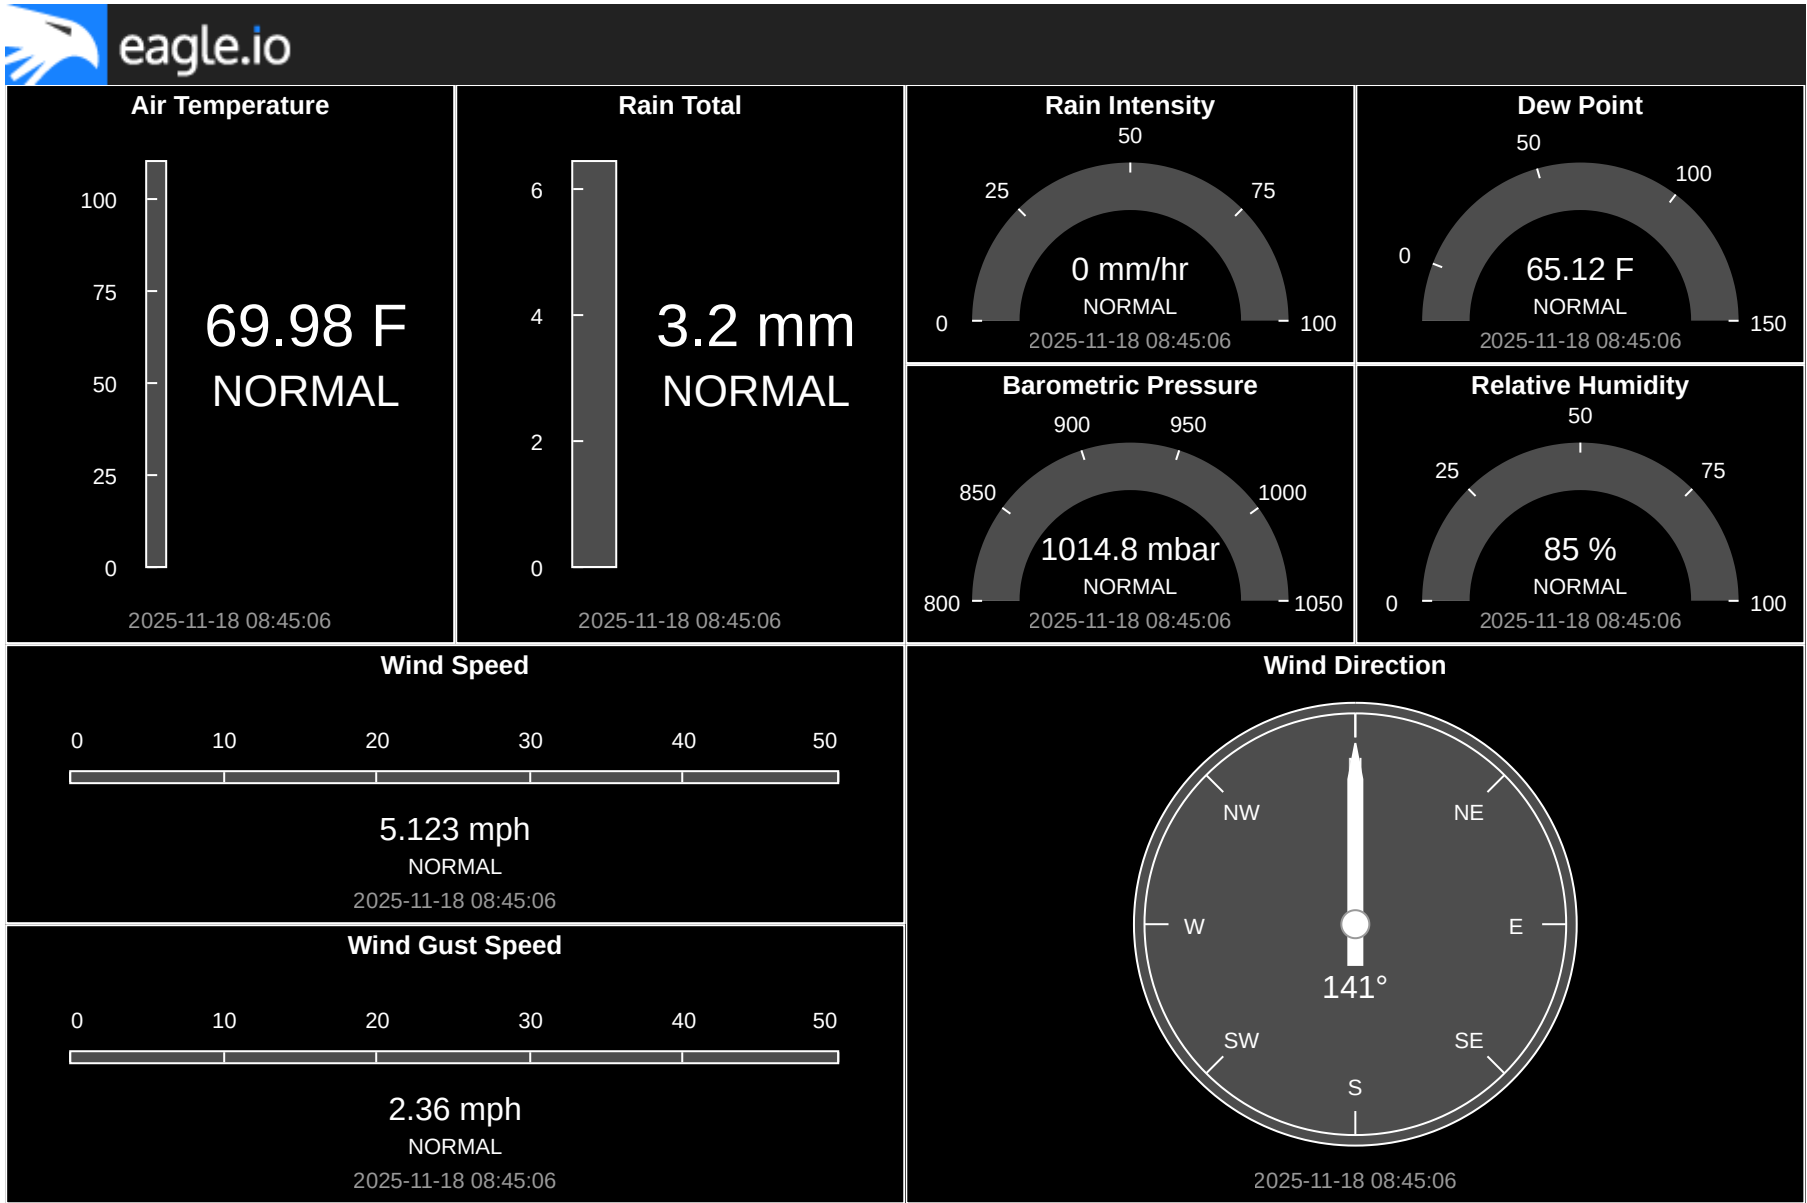 eagle.io
Air Temperature
100
75
50
25
0
69.98 F
NORMAL
2025-11-18 08:45:06
Rain Total
6
4
2
0
3.2 mm
NORMAL
2025-11-18 08:45:06
Rain Intensity
0
25
50
75
100
0 mm/hr
NORMAL
2025-11-18 08:45:06
Dew Point
0
50
100
150
65.12 F
NORMAL
2025-11-18 08:45:06
Barometric Pressure
800
850
900
950
1000
1050
1014.8 mbar
NORMAL
2025-11-18 08:45:06
Relative Humidity
0
25
50
75
100
85 %
NORMAL
2025-11-18 08:45:06
Wind Speed
0 10 20 30 40 50
5.123 mph
NORMAL
2025-11-18 08:45:06
Wind Gust Speed
0 10 20 30 40 50
2.36 mph
NORMAL
2025-11-18 08:45:06
Wind Direction
NW NE
W E
141°
SW SE
S
2025-11-18 08:45:06